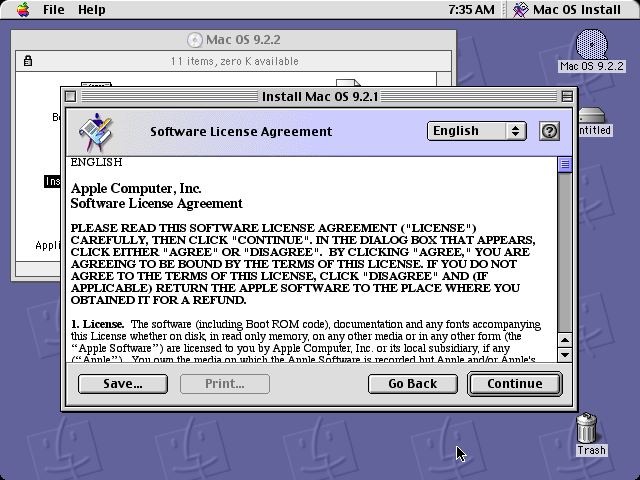 File Help 7:35 AM Mac OS Install
Mac OS 9.2.2
11 items, zero K available
Mac OS 9.2.2
Install Mac OS 9.2.1
Software License Agreement
English
ENGLISH
Apple Computer, Inc.
Software License Agreement
PLEASE READ THIS SOFTWARE LICENSE AGREEMENT ("LICENSE")
CAREFULLY, THEN CLICK "CONTINUE". IN THE DIALOG BOX THAT APPEARS,
CLICK EITHER "AGREE" OR "DISAGREE". BY CLICKING "AGREE," YOU ARE
AGREEING TO BE BOUND BY THE TERMS OF THIS LICENSE. IF YOU DO NOT
AGREE TO THE TERMS OF THIS LICENSE, CLICK "DISAGREE" AND (IF
APPLICABLE) RETURN THE APPLE SOFTWARE TO THE PLACE WHERE YOU
OBTAINED IT FOR A REFUND.
1. License. The software (including Boot ROM code), documentation and any fonts accompanying
this License whether on disk, in read only memory, on any other media or in any other form (the
“Apple Software”) are licensed to you by Apple Computer, Inc. or its local subsidiary, if any
(“Apple”). You own the media on which the Apple Software is recorded but Apple and/or Apple's
Save...
Print...
Go Back
Continue
Trash